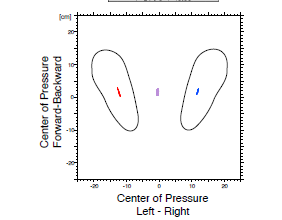 [cm]
20
10
0
-10
-20
Center of Pressure
Forward-Backward
-20 -10 0 10 20
Center of Pressure
Left - Right